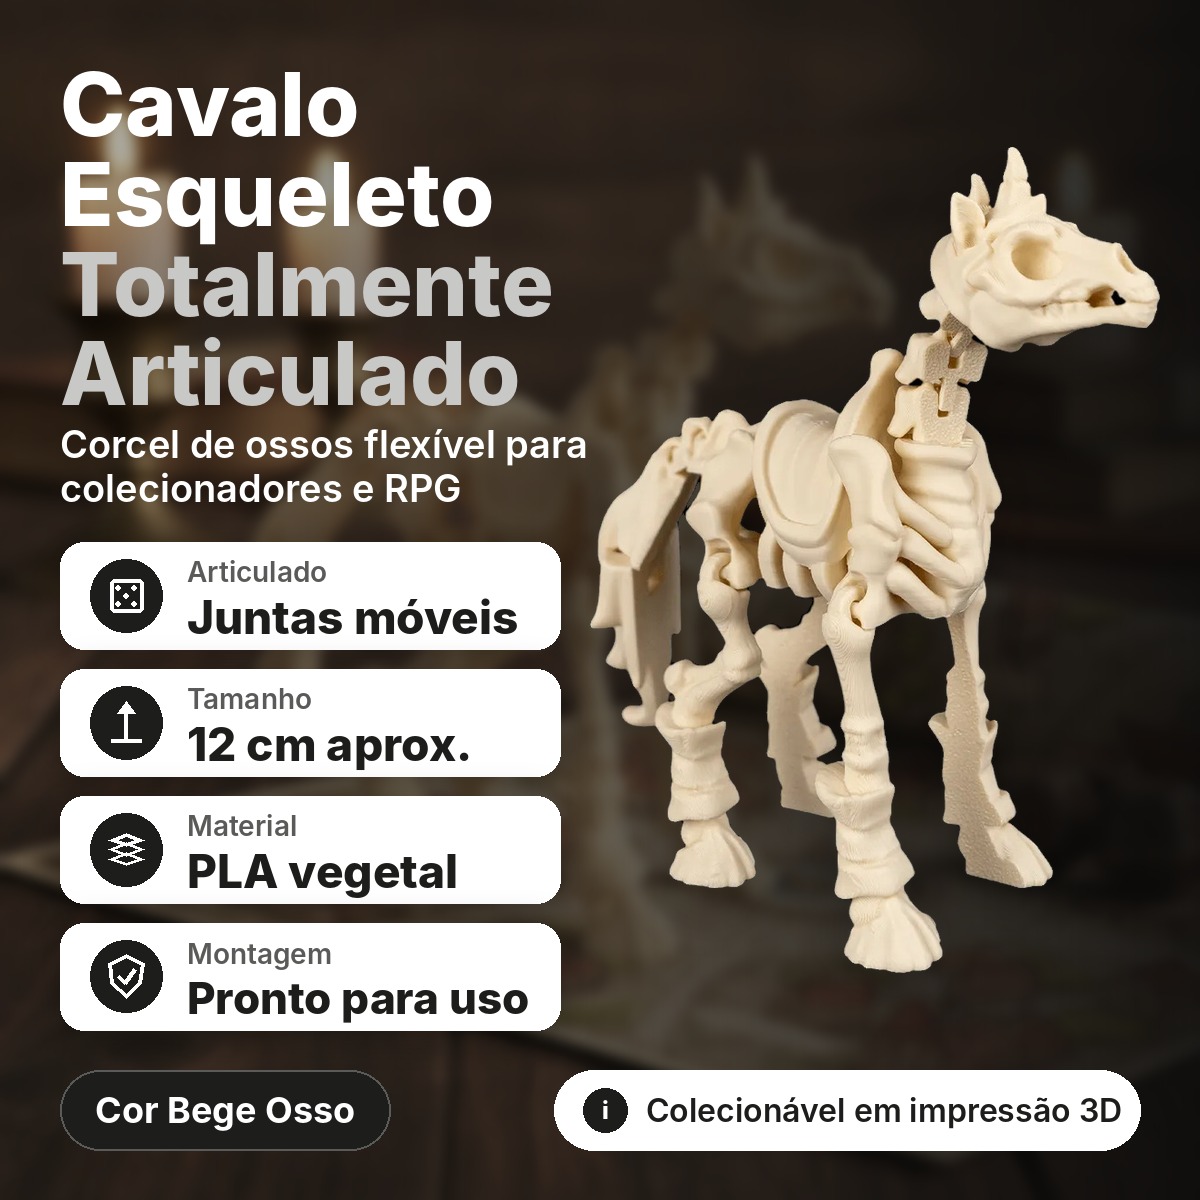 Cavalo
Esqueleto
Totalmente
Articulado
Corcel de ossos flexível para
colecionadores e RPG
Articulado
Juntas móveis
Tamanho
12 cm aprox.
Material
PLA vegetal
Montagem
Pronto para uso
Cor Bege Osso
i Colecionável em impressão 3D